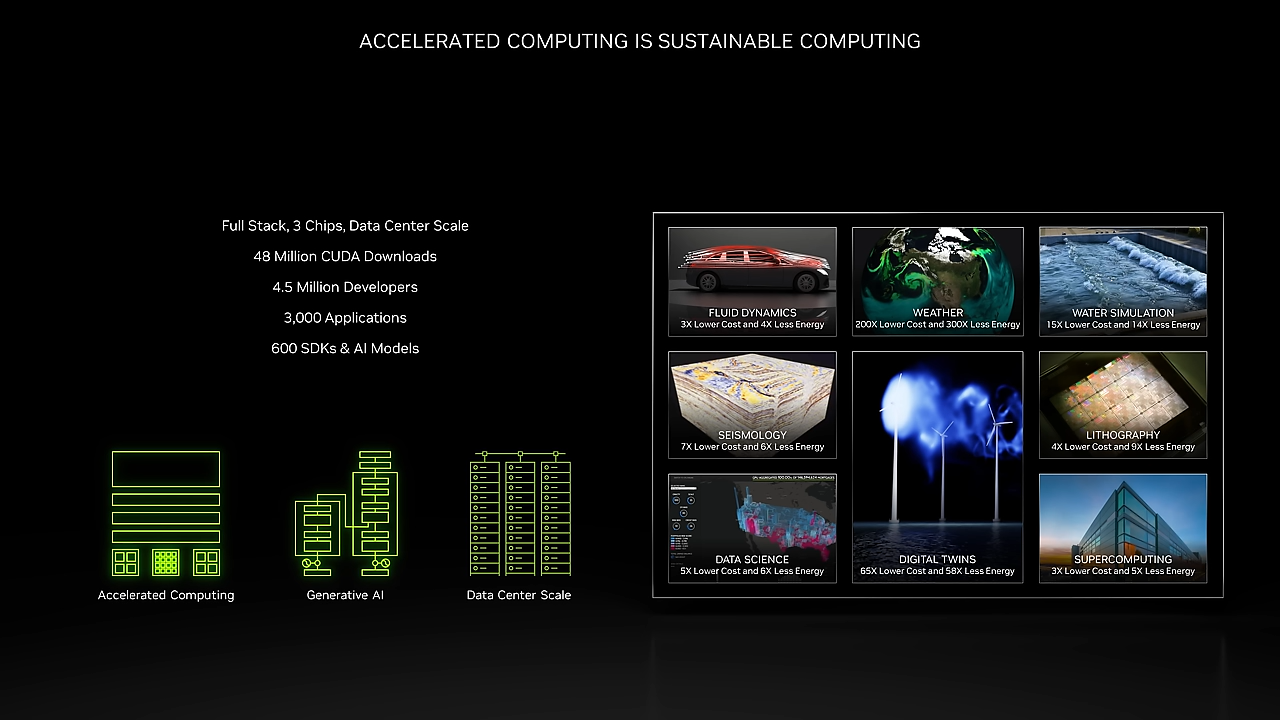 ACCELERATED COMPUTING IS SUSTAINABLE COMPUTING
Full Stack, 3 Chips, Data Center Scale
48 Million CUDA Downloads
4.5 Million Developers
3,000 Applications
600 SDKs & AI Models
Accelerated Computing
Generative AI
Data Center Scale
FLUID DYNAMICS
3X Lower Cost and 4X Less Energy
WEATHER
200X Lower Cost and 300X Less Energy
WATER SIMULATION
15X Lower Cost and 14X Less Energy
SEISMOLOGY
7X Lower Cost and 6X Less Energy
LITHOGRAPHY
4X Lower Cost and 9X Less Energy
DATA SCIENCE
5X Lower Cost and 6X Less Energy
DIGITAL TWINS
65X Lower Cost and 58X Less Energy
SUPERCOMPUTING
3X Lower Cost and 5X Less Energy